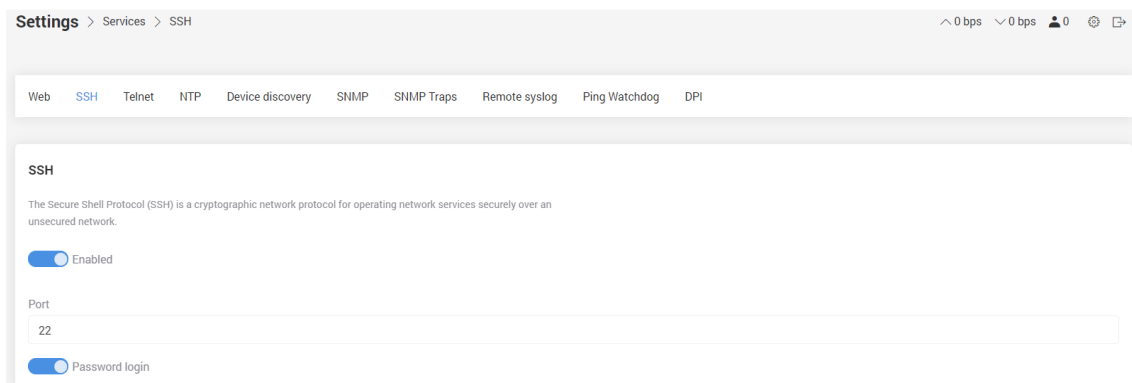 Settings > Services > SSH 0 bps 0 bps 0
Web SSH Telnet NTP Device discovery SNMP SNMP Traps Remote syslog Ping Watchdog DPI
SSH
The Secure Shell Protocol (SSH) is a cryptographic network protocol for operating network services securely over an
unsecured network.
Enabled
Port
22
Password login